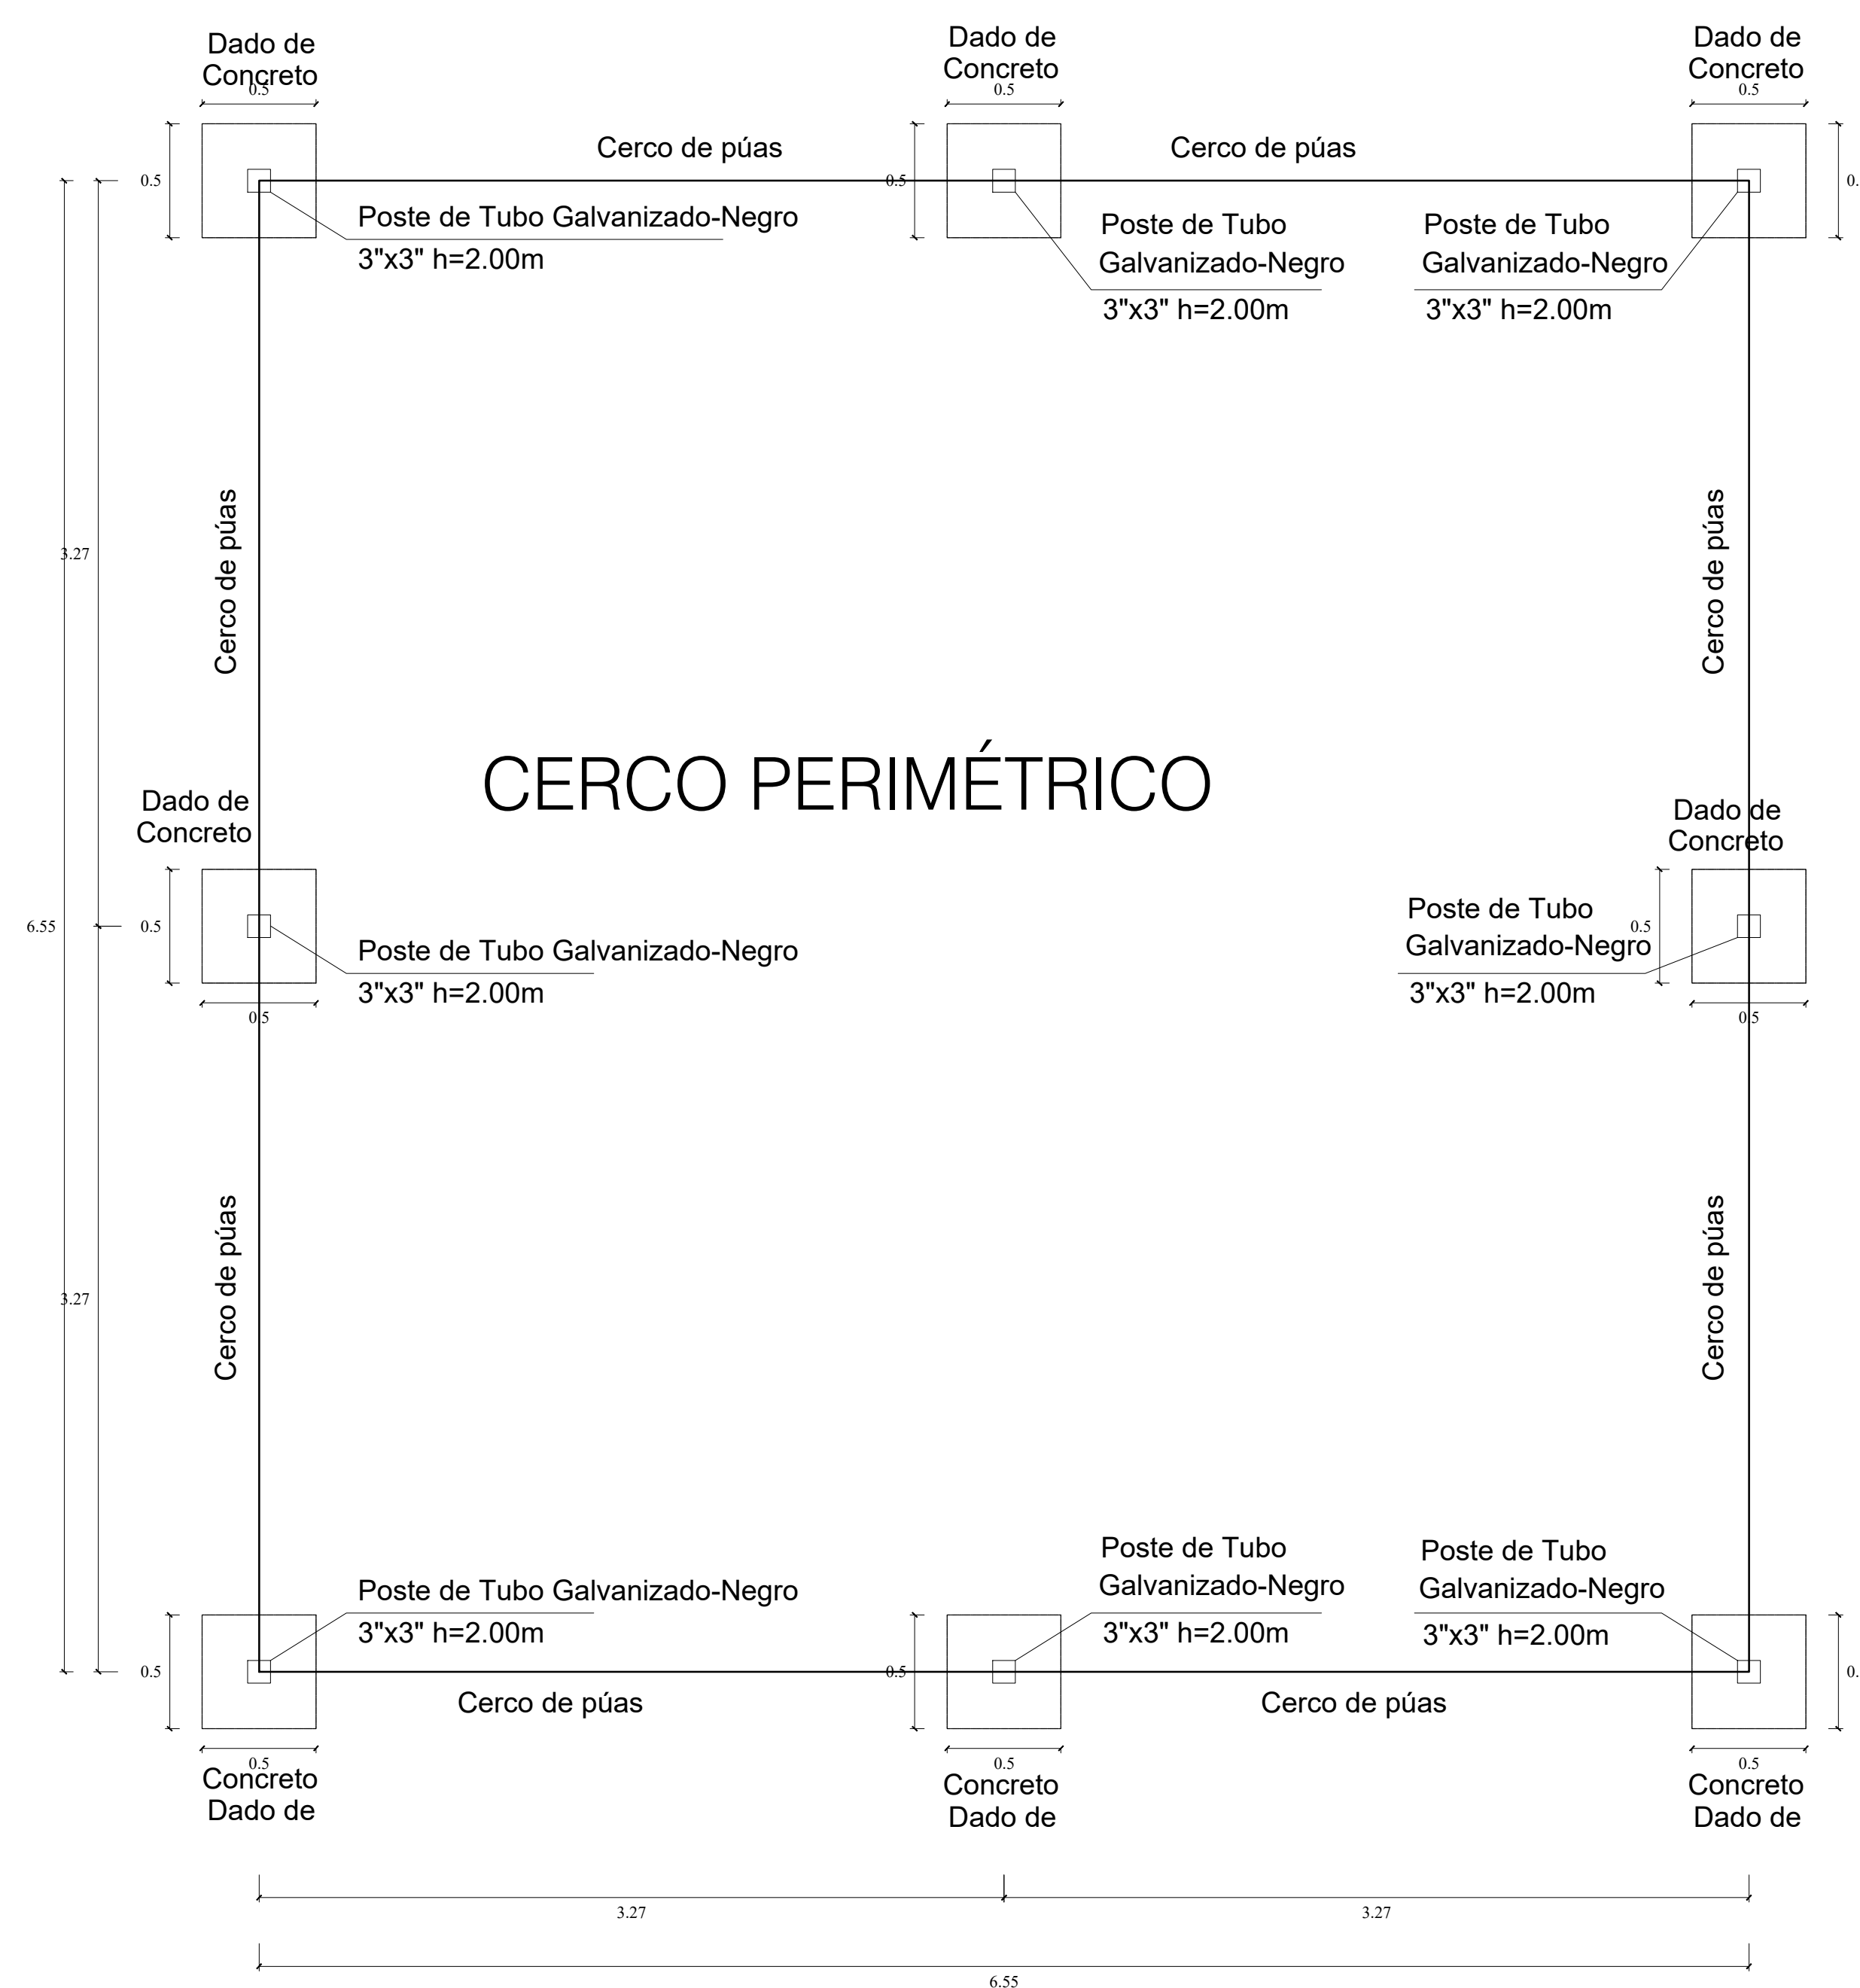 Dado de
Concreto
0.5
Dado de
Concreto
0.5
Dado de
Concreto
0.5
Cerco de púas
Cerco de púas
0.5
0.5
0.
Poste de Tubo Galvanizado-Negro
3"x3" h=2.00m
Poste de Tubo
Galvanizado-Negro
3"x3" h=2.00m
Poste de Tubo
Galvanizado-Negro
3"x3" h=2.00m
3.27
Cerco de púas
Cerco de púas
CERCO PERIMÉTRICO
Dado de
Concreto
Dado de
Concreto
6.55
0.5
Poste de Tubo Galvanizado-Negro
3"x3" h=2.00m
0.5
Poste de Tubo
Galvanizado-Negro
3"x3" h=2.00m
0.5
0.5
3.27
Cerco de púas
Cerco de púas
Poste de Tubo Galvanizado-Negro
3"x3" h=2.00m
Poste de Tubo
Galvanizado-Negro
3"x3" h=2.00m
Poste de Tubo
Galvanizado-Negro
3"x3" h=2.00m
0.5
0.5
0.
Cerco de púas
Cerco de púas
0.5
Concreto
Dado de
0.5
Concreto
Dado de
0.5
Concreto
Dado de
3.27
3.27
6.55